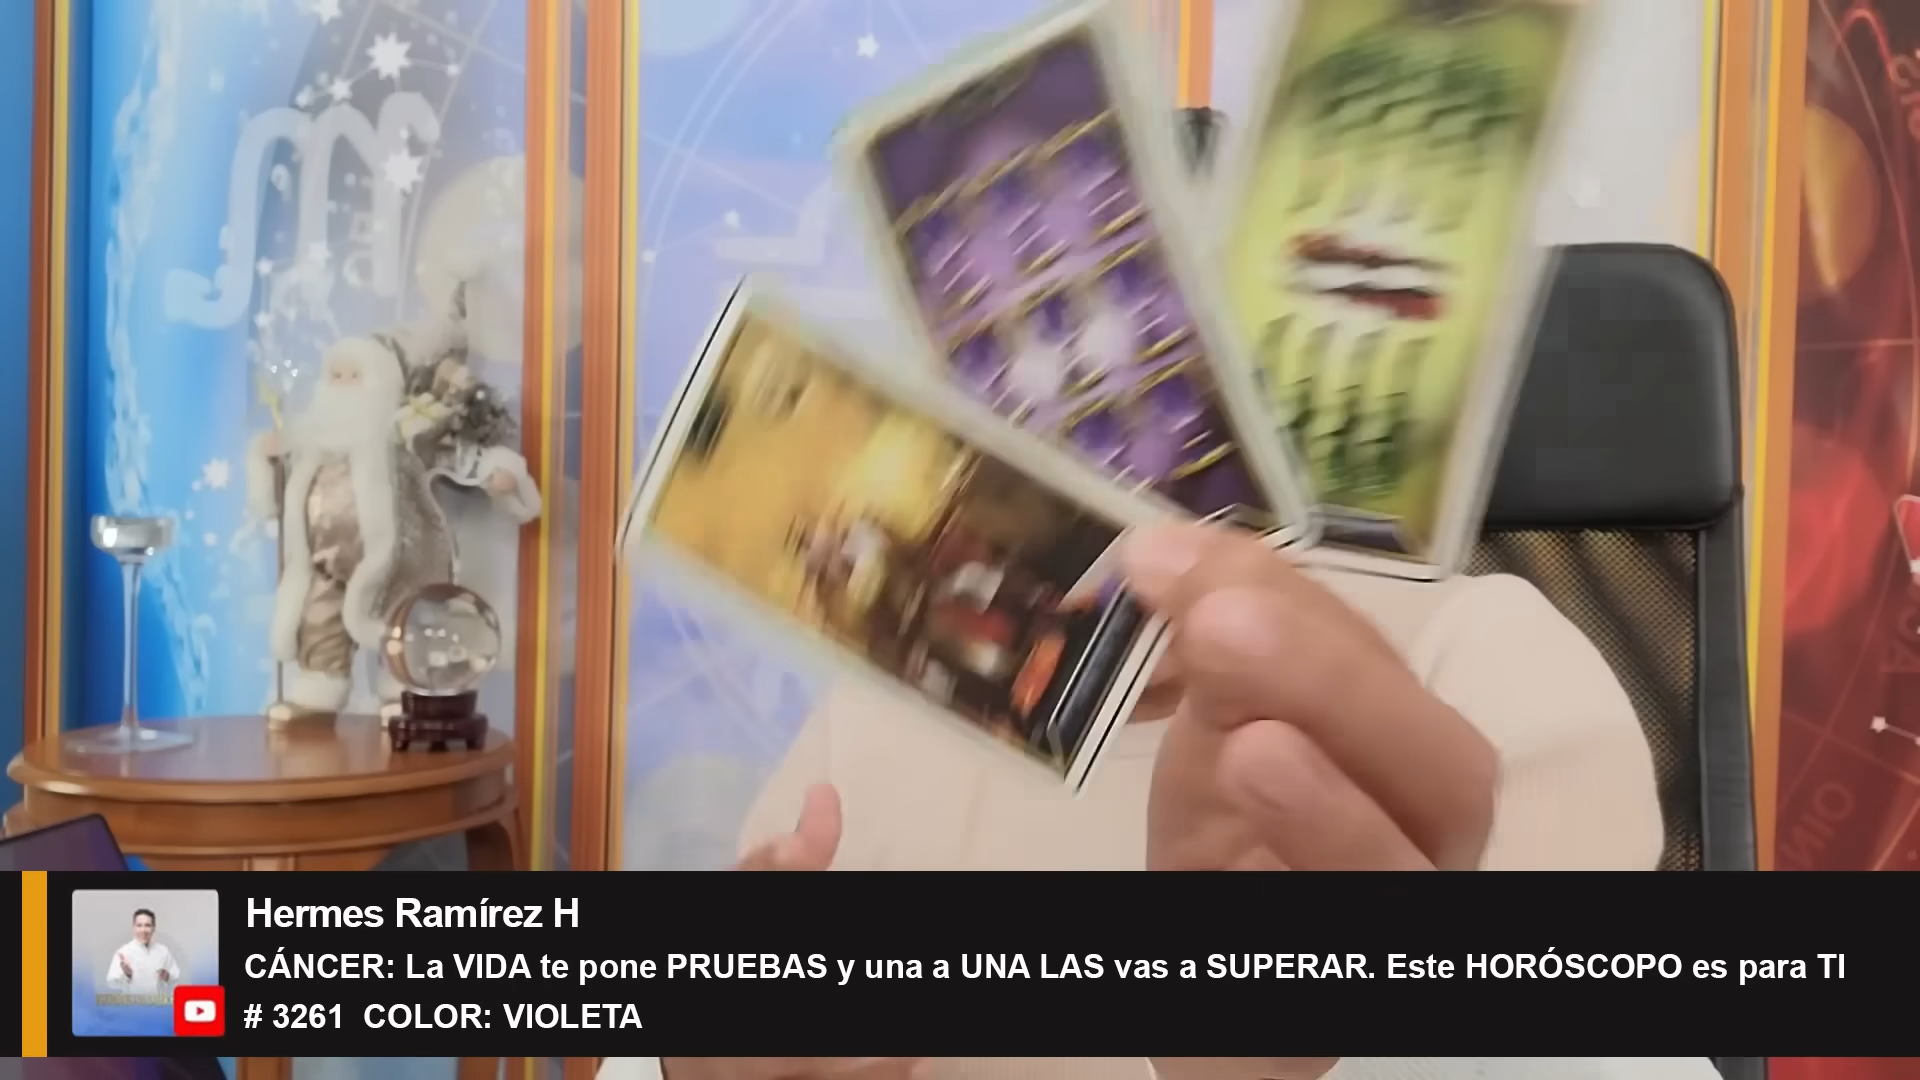 Hermes Ramírez H
CÁNCER: La VIDA te pone PRUEBAS y una a UNA LAS vas a SUPERAR. Este HORÓSCOPO es para TI
# 3261  COLOR: VIOLETA